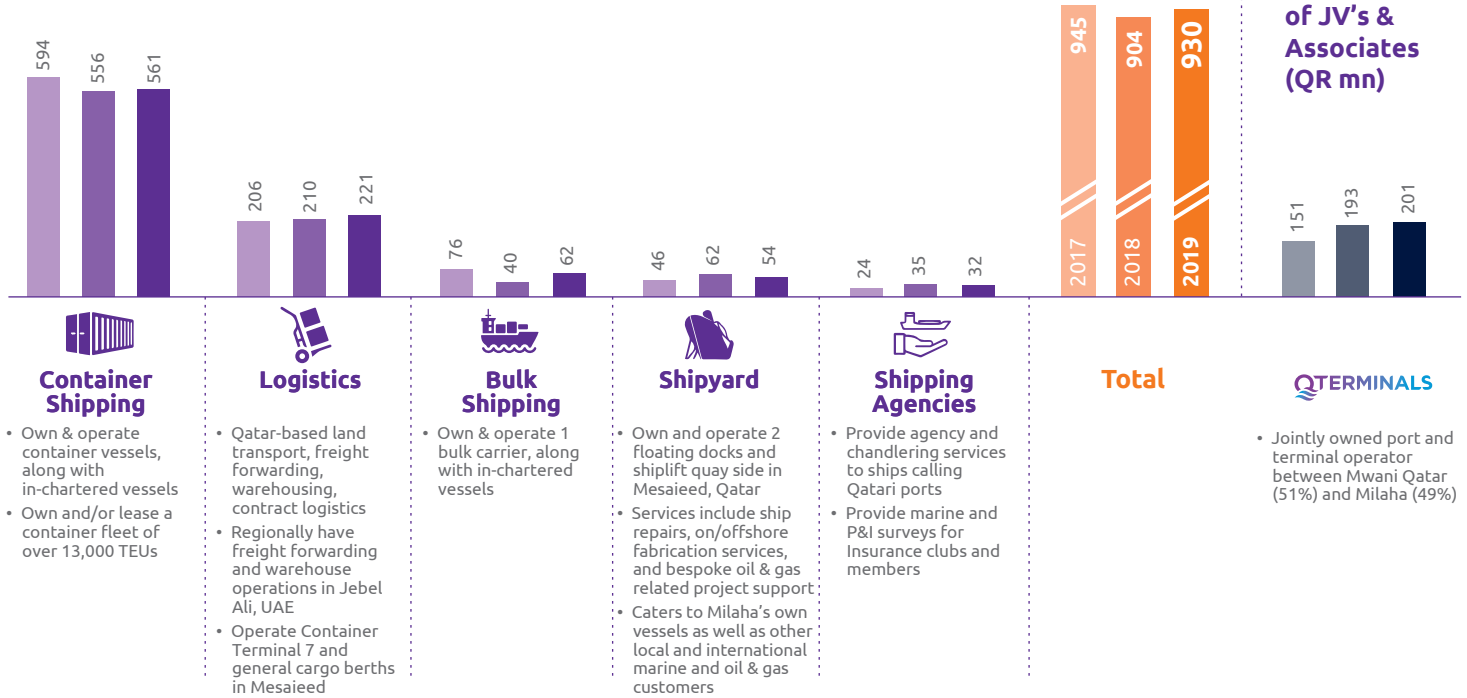 of JV's &
Associates
(QR mn)
594
556
561
206
210
221
76
40
62
46
62
54
24
35
32
945
904
930
2017
2018
2019
151
193
201
Container
Shipping
• Own & operate
container vessels,
along with
in-chartered vessels
• Own and/or lease a
container fleet of
over 13,000 TEUs
Logistics
• Qatar-based land
transport, freight
forwarding,
warehousing,
contract logistics
• Regionally have
freight forwarding
and warehouse
operations in Jebel
Ali, UAE
• Operate Container
Terminal 7 and
general cargo berths
in Mesaieed
Bulk
Shipping
• Own & operate 1
bulk carrier, along
with in-chartered
vessels
Shipyard
• Own and operate 2
floating docks and
shiplift quay side in
Mesaieed, Qatar
• Services include ship
repairs, on/offshore
fabrication services,
and bespoke oil & gas
related project support
• Caters to Milaha's own
vessels as well as other
local and international
marine and oil & gas
customers
Shipping
Agencies
• Provide agency and
chandlering services
to ships calling
Qatari ports
• Provide marine and
P&I surveys for
Insurance clubs and
members
Total
QTERMINALS
• Jointly owned port and
terminal operator
between Mwani Qatar
(51%) and Milaha (49%)